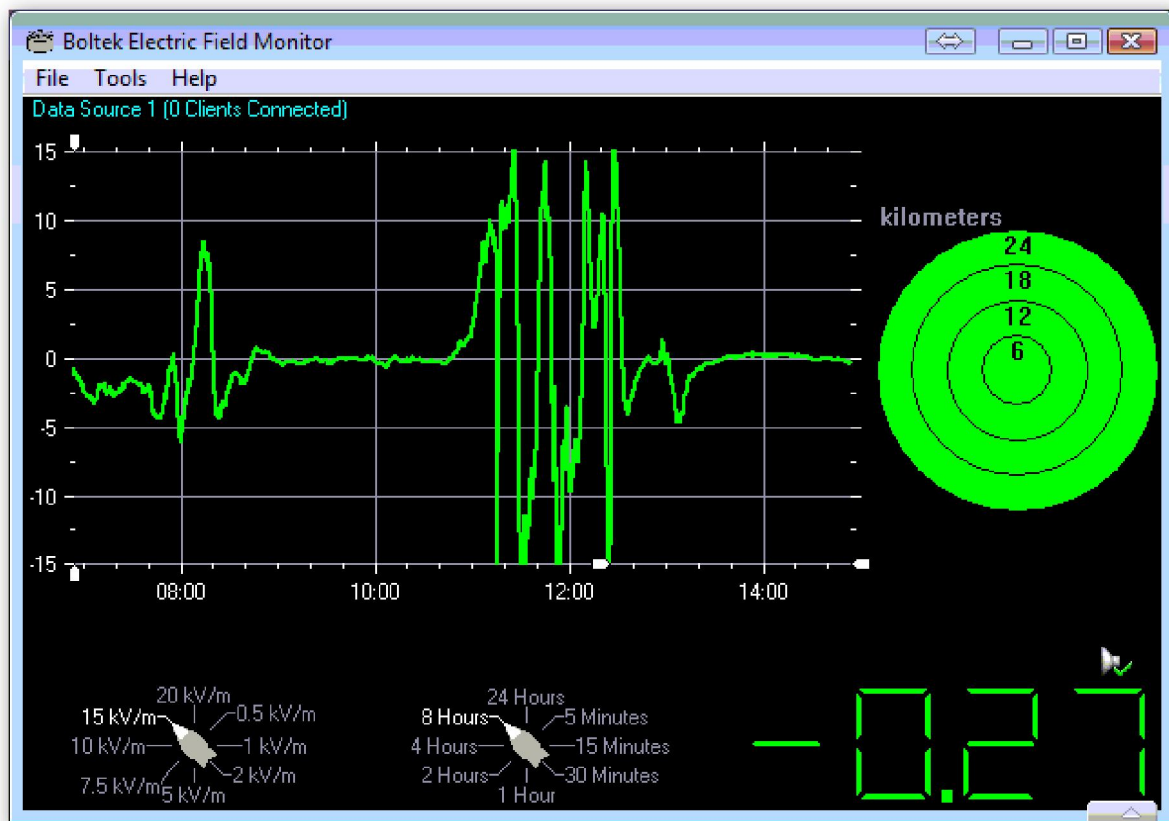 Boltek Electric Field Monitor
File Tools Help
Data Source 1 (0 Clients Connected)
15
10
5
0
-5
-10
-15
08:00 10:00 12:00 14:00
kilometers
24
18
12
6
20 kV/m
15 kV/m 0.5 kV/m
10 kV/m 1 kV/m
7.5 kV/m 2 kV/m
5 kV/m
24 Hours
8 Hours 5 Minutes
4 Hours 15 Minutes
2 Hours 30 Minutes
1 Hour
-0.27